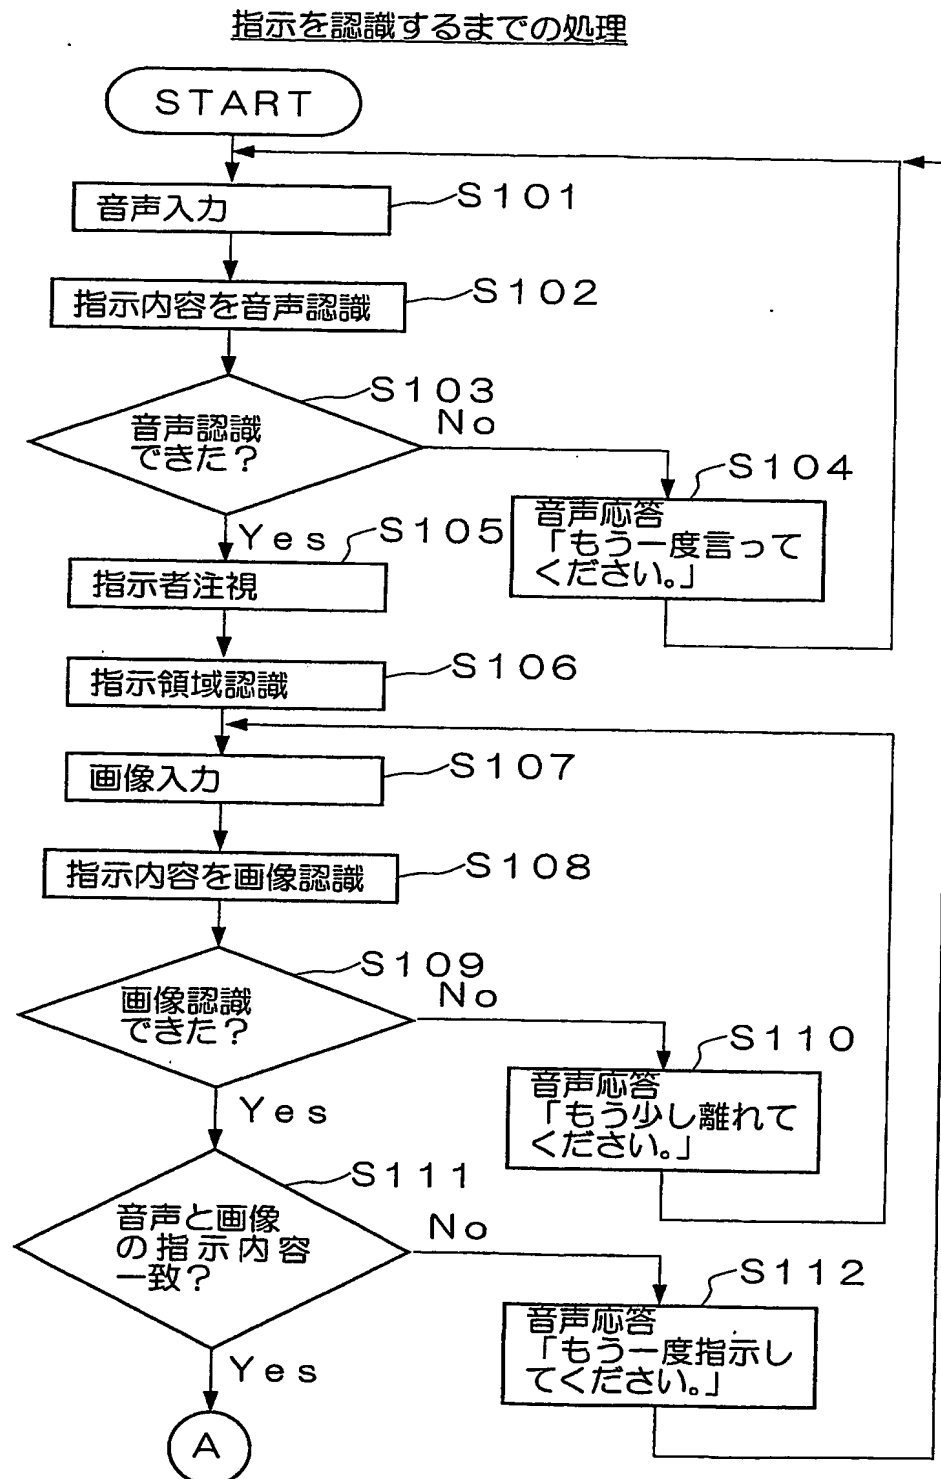 指示を認識するまでの処理
START
音声入力
S101
指示内容を音声認識
S102
S103
音声認識
できた？
No
S104
音声応答
「もう一度言って
ください。」
Yes
S105
指示者注視
指示領域認識
S106
画像入力
S107
指示内容を画像認識
S108
S109
画像認識
できた？
No
S110
音声応答
「もう少し離れて
ください。」
Yes
S111
音声と画像
の指示内容
一致？
No
S112
音声応答
「もう一度指示し
てください。」
Yes
A